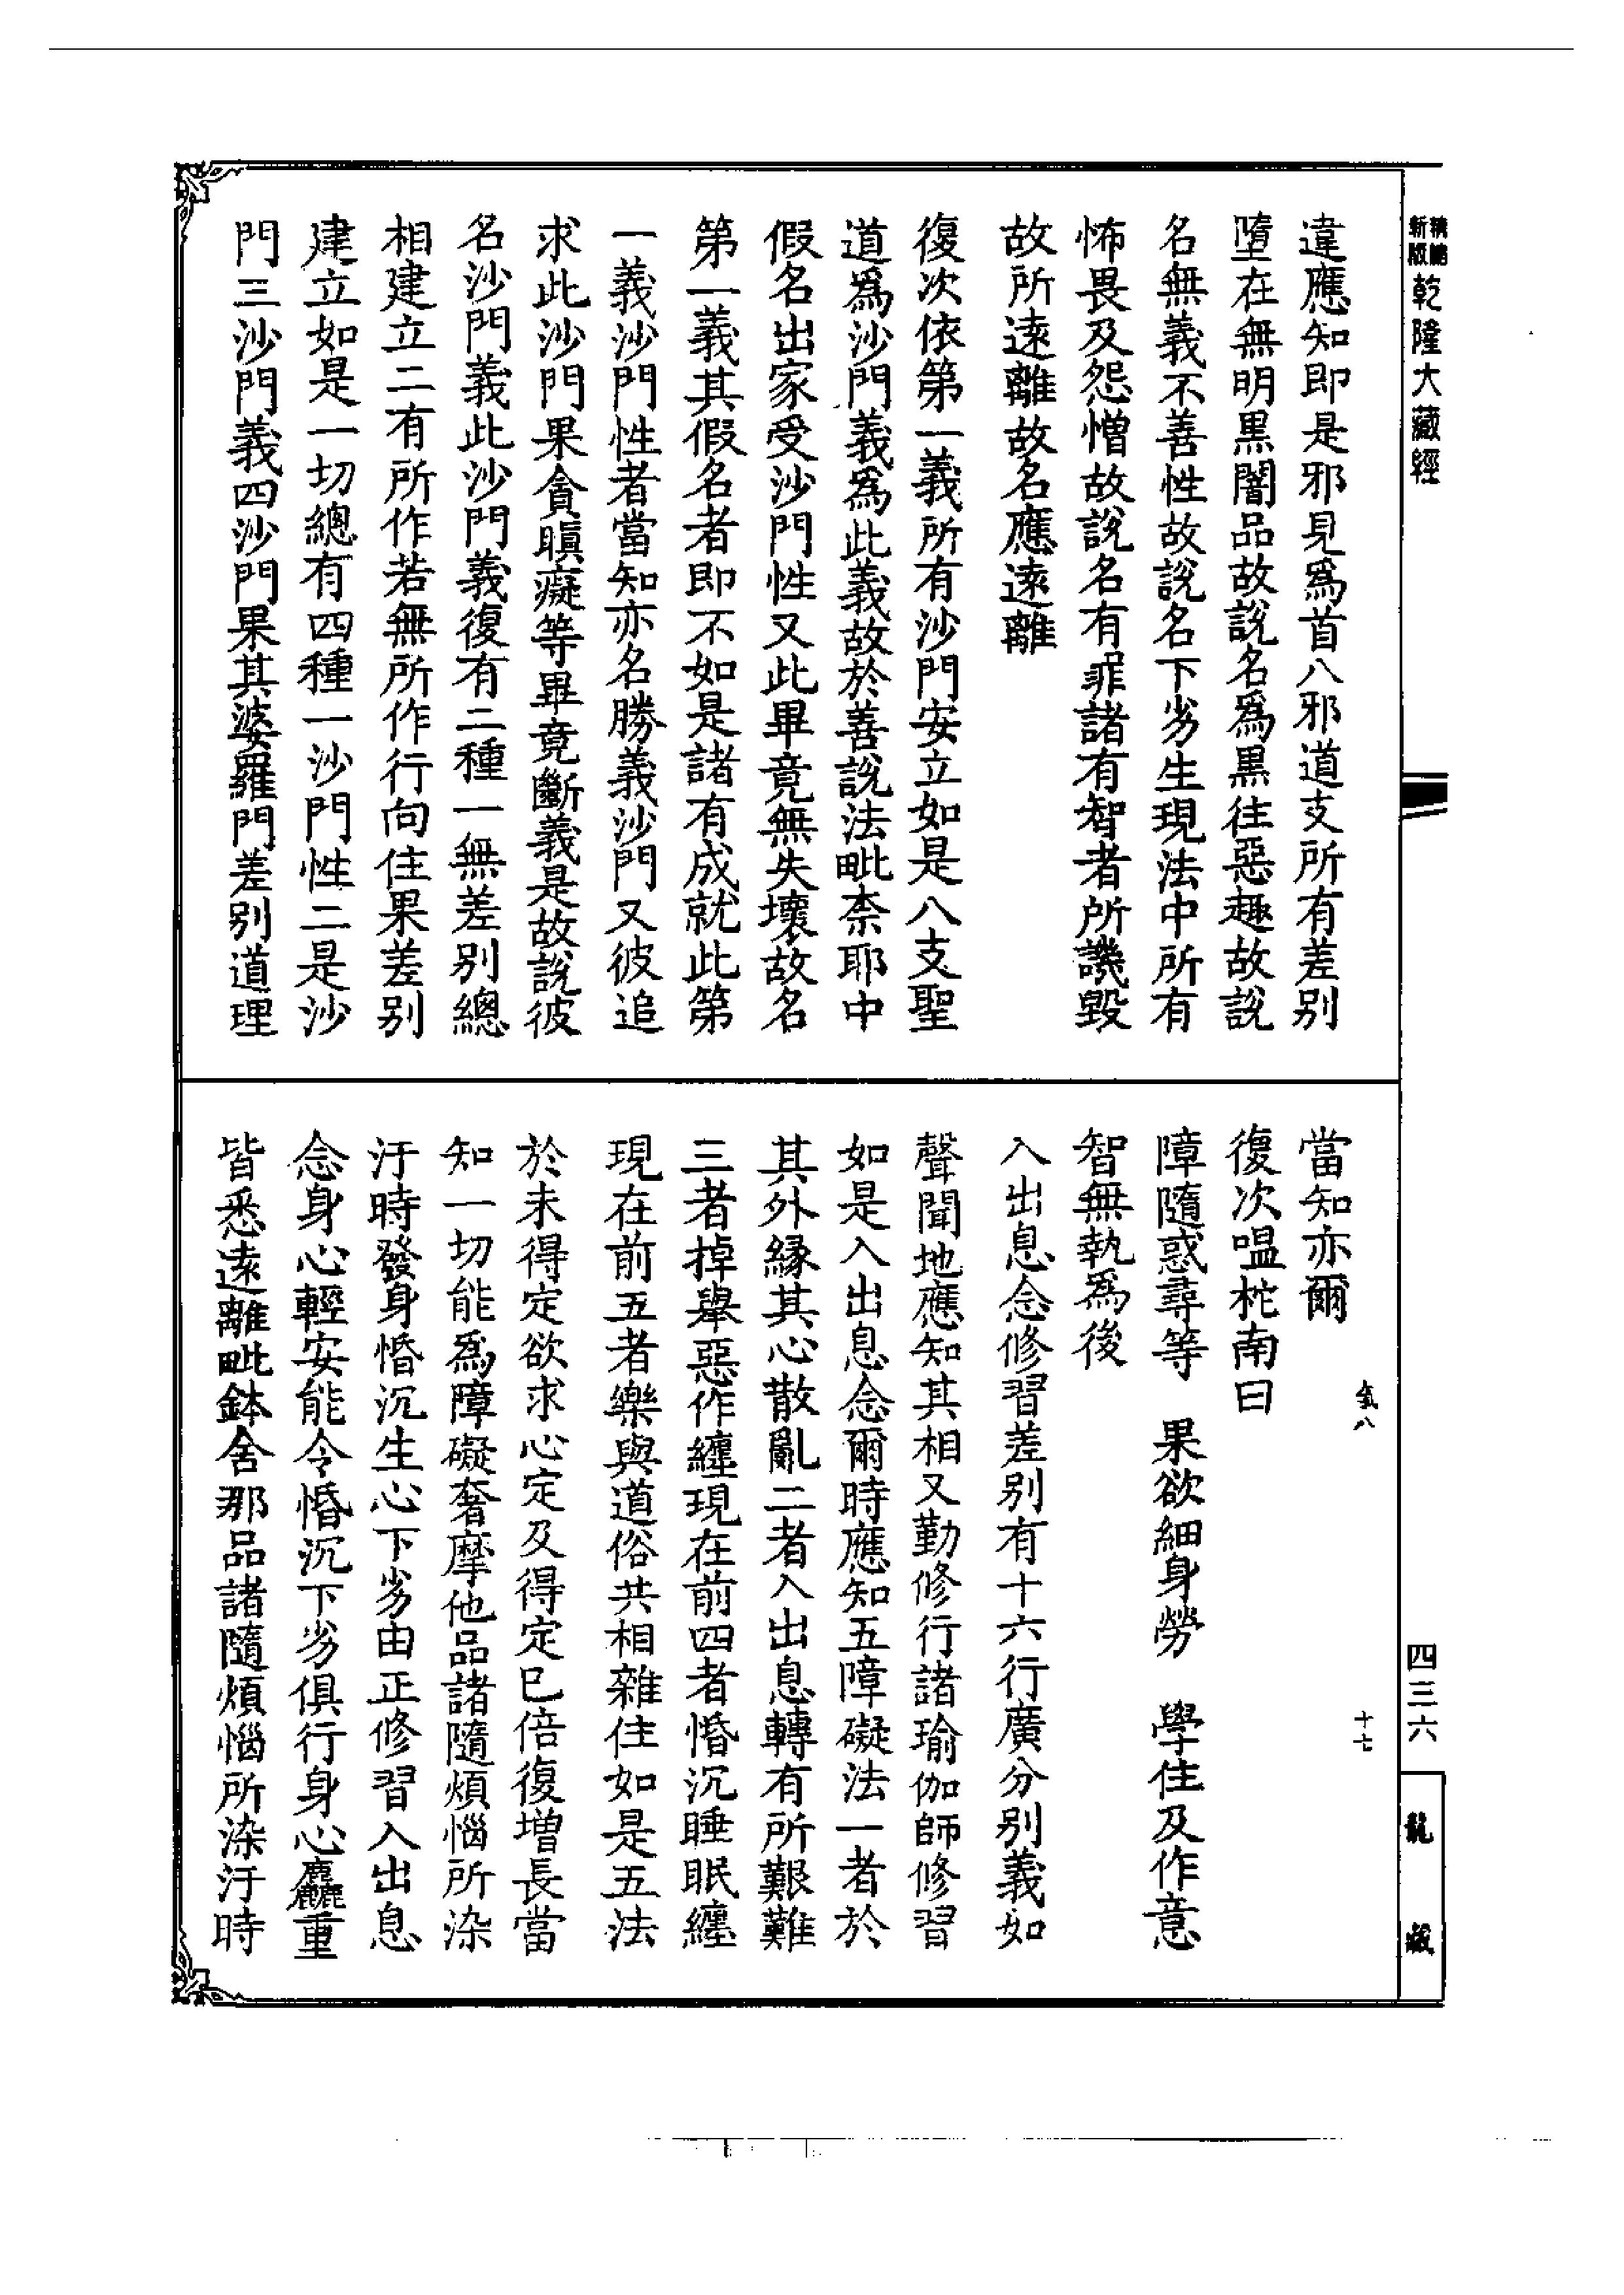 新版
乾隆大藏經
違應知即是邪見爲首八邪道支所有差別
墮在無明黑闇品故說名爲黑往惡趣故說
名無義不善性故說名下劣生現法中所有
怖畏及怨憎故說名有罪諸有智者所譏毀
故所遠離故名應遠離
復次依第一義所有沙門安立如是八支聖
道爲沙門義爲此義故於善說法毗柰耶中
假名出家受沙門性又此畢竟無失壞故名
第一義其假名者即不如是諸有成就此第
一義沙門性者當知亦名勝義沙門又彼追
求此沙門果貪瞋癡等畢竟斷義是故說彼
名沙門義此沙門義復有二種一無差別總
相建立二有所作若無所作行向住果差別
建立如是一切總有四種一沙門性二是沙
門三沙門義四沙門果其婆羅門差別道理
當知亦爾
復次嗢柁南曰
障隨惑尋等　果欲細身勞　學住及作意
智無執爲後
入出息念修習差別有十六行廣分別義如
聲聞地應知其相又勤修行諸瑜伽師修習
如是入出息念爾時應知五障礙法一者於
其外緣其心散亂二者入出息轉有所艱難
三者掉舉惡作纏現在前四者惛沉睡眠纏
現在前五者樂與道俗共相雜住如是五法
於未得定欲求心定及得定已倍復增長當
知一切能爲障礙奢摩他品諸隨煩惱所染
汙時發身惛沉生心下劣由正修習入出息
念身心輕安能令惛沉下劣俱行身心麤重
皆悉遠離毗鉢舍那品諸隨煩惱所染汙時
八
十七
四三六
龍藏